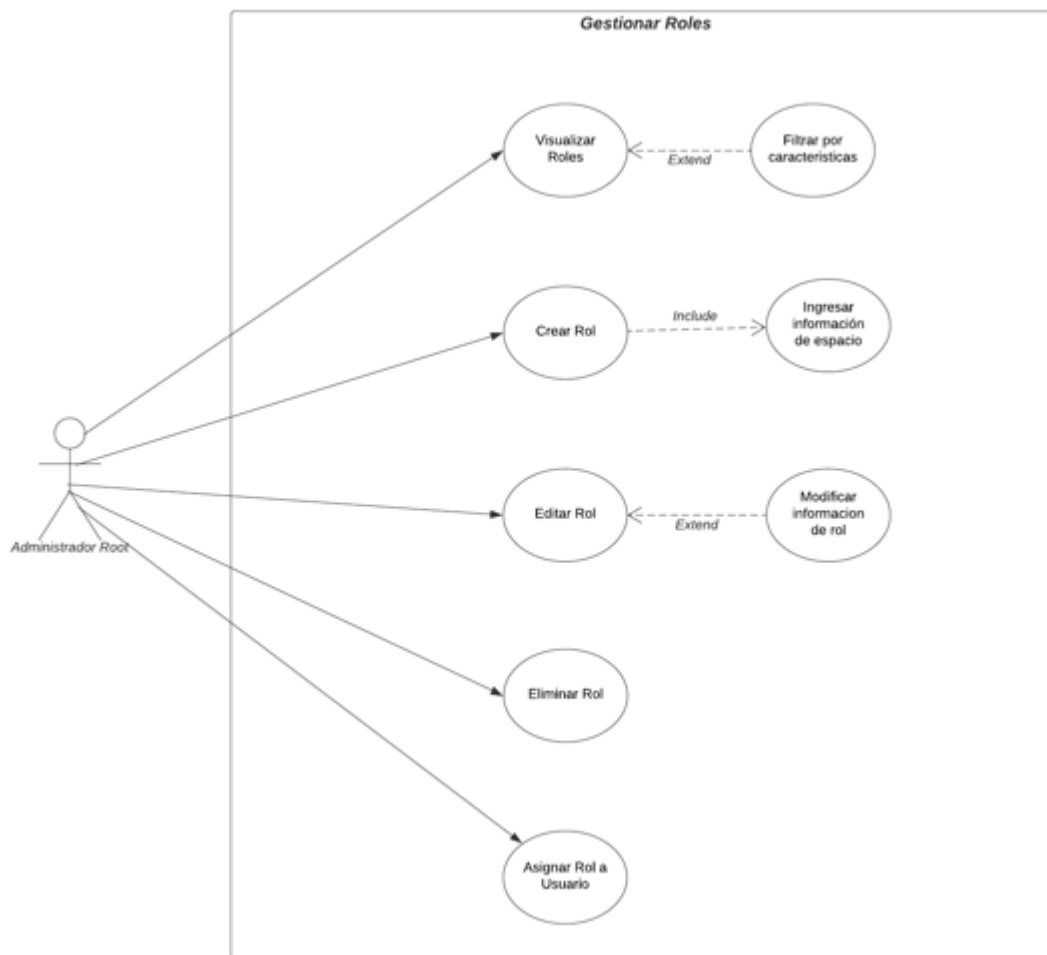 Gestionar Roles
Visualizar
Roles
Extend
Filtrar por
caracteristicas
Crear Rol
Include
Ingresar
información
de espacio
Administrador Root
Editar Rol
Extend
Modificar
informacion
de rol
Eliminar Rol
Asignar Rol a
Usuario